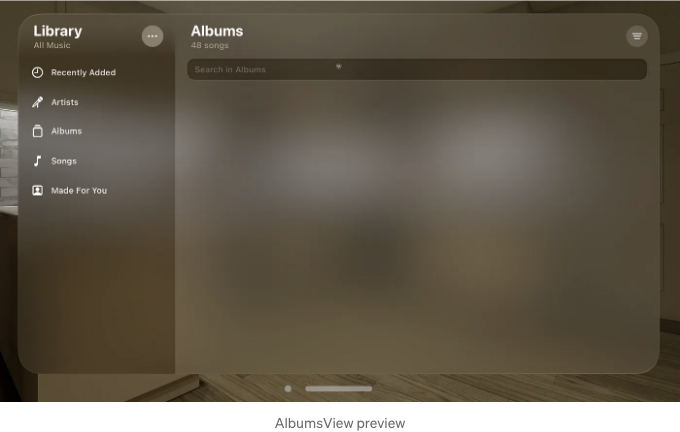 Library
All Music
Recently Added
Artists
Albums
Songs
Made For You
Albums
48 songs
Search in Albums
AlbumsView preview